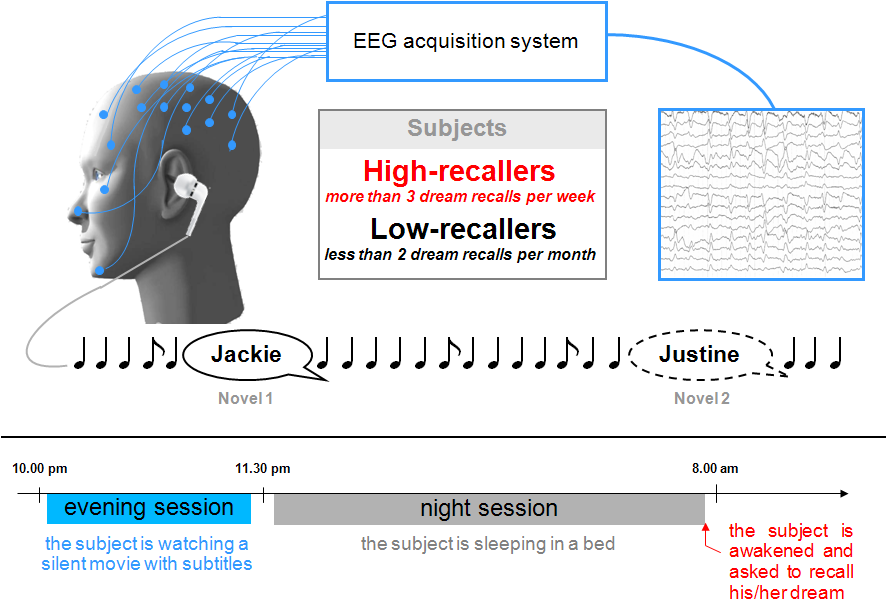 EEG acquisition system
Subjects
High-recallers
more than 3 dream recalls per week
Low-recallers
less than 2 dream recalls per month
Jackie
Justine
Novel 1
Novel 2
10.00 pm
11.30 pm
8.00 am
evening session
night session
the subject is watching a
silent movie with subtitles
the subject is sleeping in a bed
the subject is
awakened and
asked to recall
his/her dream